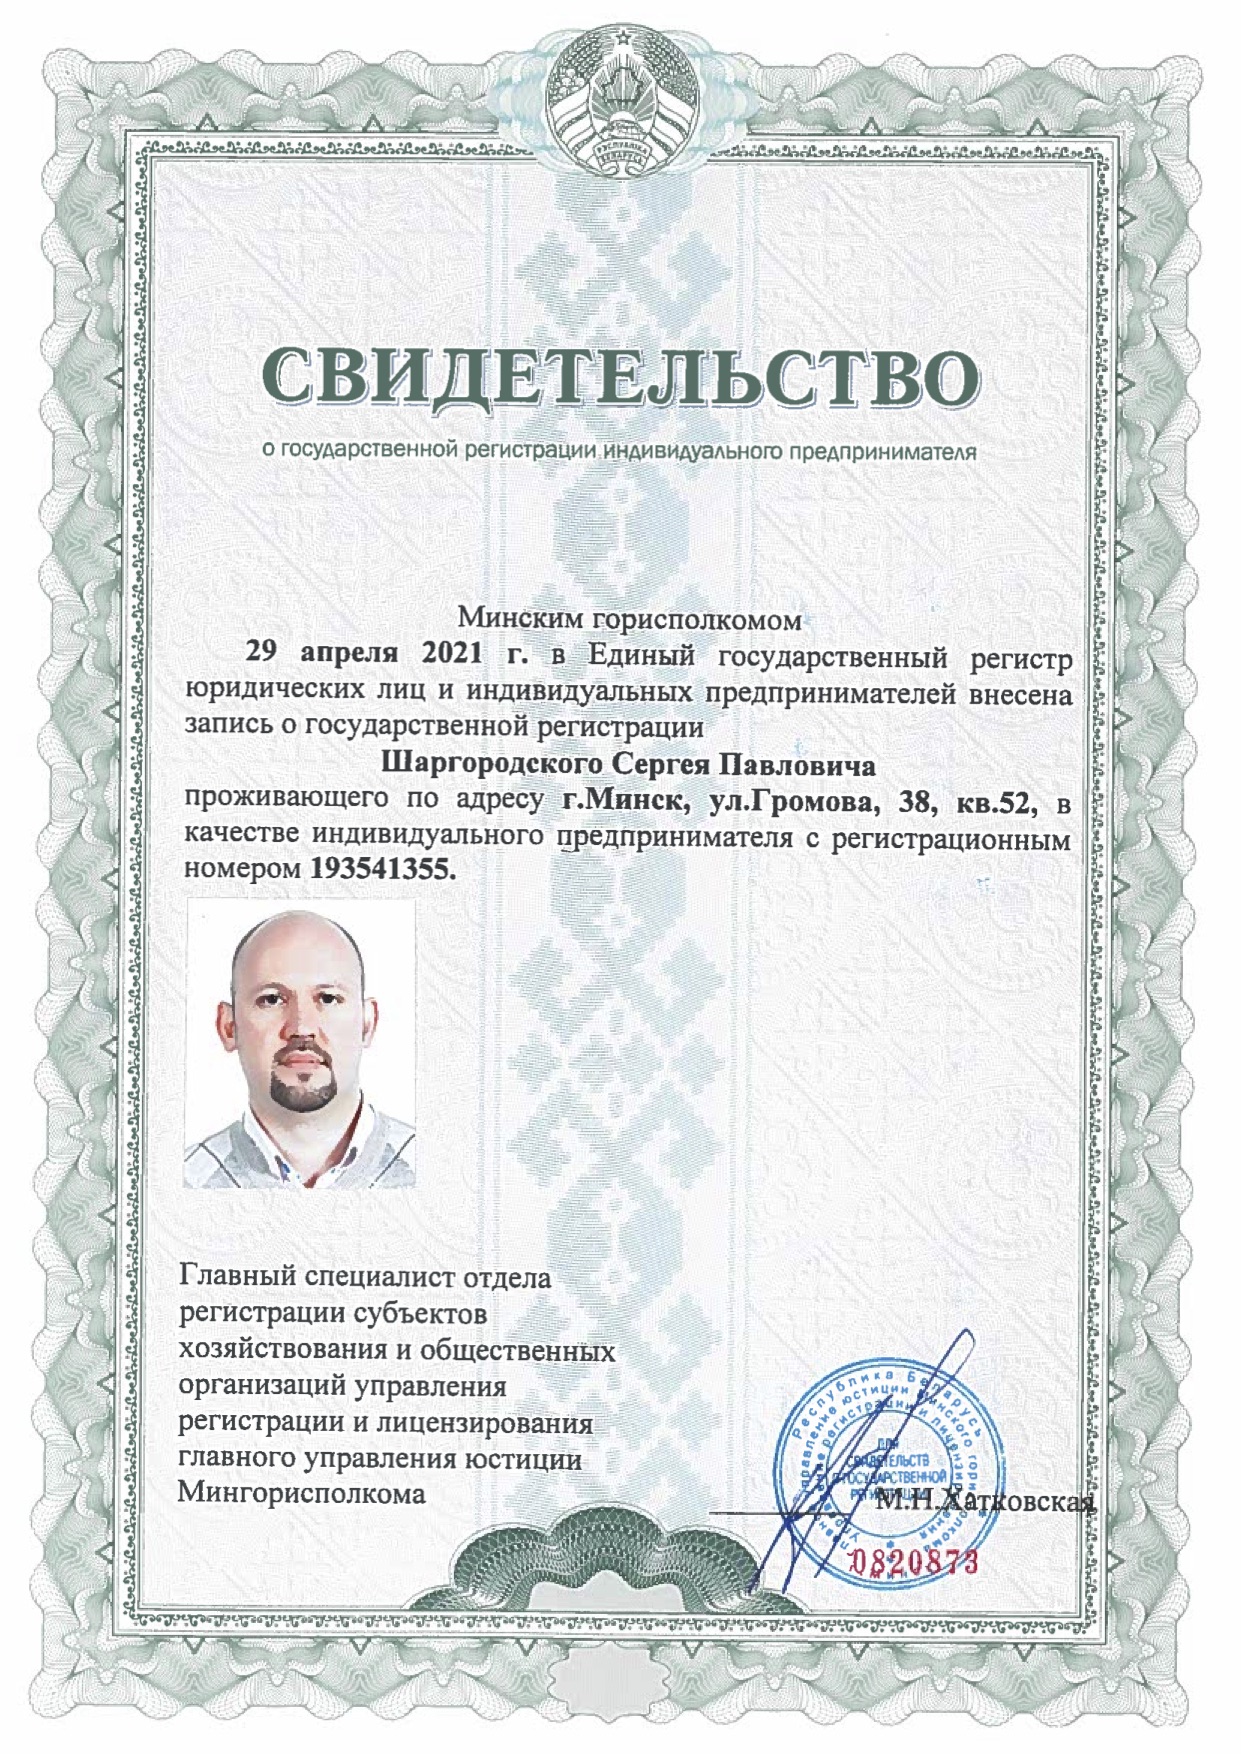 РЭСПУБЛІКА
БЕЛАРУСЬ
СВИДЕТЕЛЬСТВО
о государственной регистрации индивидуального предпринимателя
Минским горисполкомом
29 апреля 2021 г. в Единый государственный регистр
юридических лиц и индивидуальных предпринимателей внесена
запись о государственной регистрации
Шаргородского Сергея Павловича
проживающего по адресу г.Минск, ул.Громова, 38, кв.52, в
качестве индивидуального предпринимателя с регистрационным
номером 193541355.
Главный специалист отдела
регистрации субъектов
хозяйствования и общественных
организаций управления
регистрации и лицензирования
главного управления юстиции
Мингорисполкома
Республика Беларусь
управление юстиции Минского горисполкома
управление регистрации и лицензирования
ДЛЯ
СВИДЕТЕЛЬСТВ
О ГОСУДАРСТВЕННОЙ
РЕГИСТРАЦИИ
М.Н.Хатковская
0820873